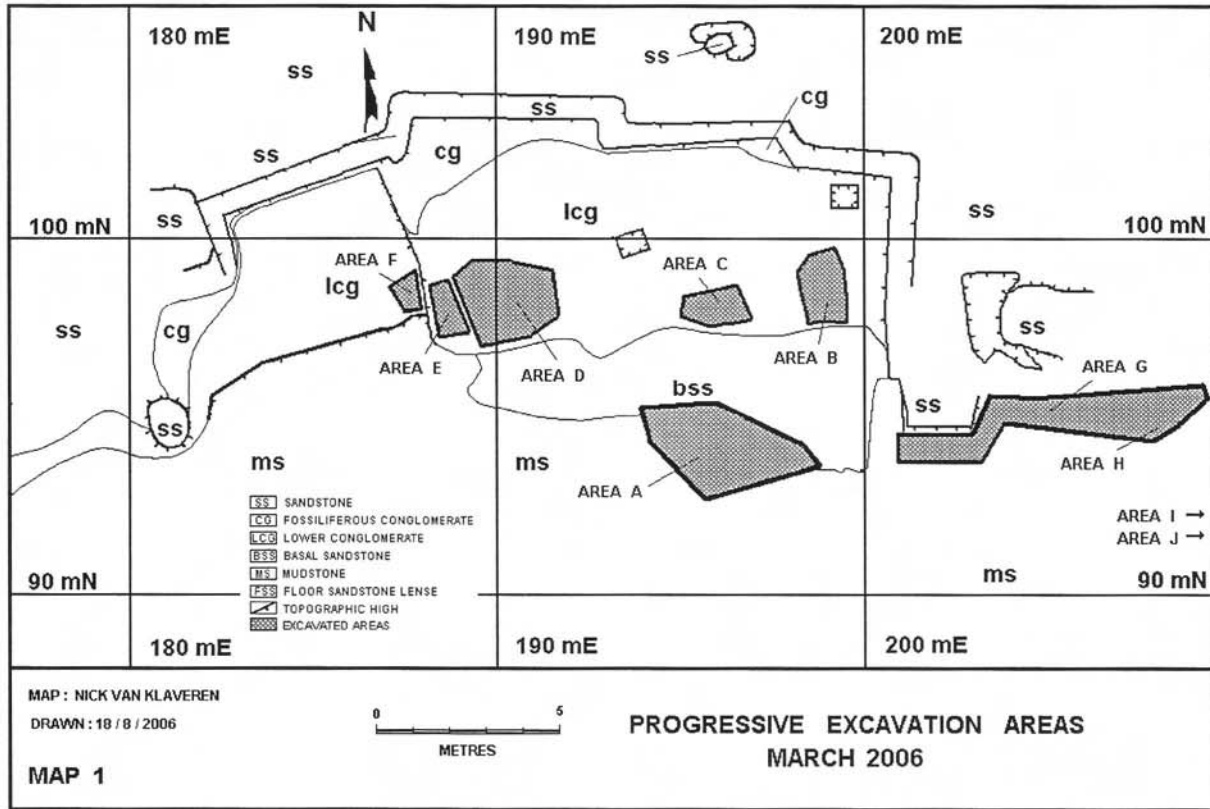 180 mE
N
190 mE
200 mE
ss
ss
ss
cg
ss
cg
ss
ss
lcg
ss
100 mN
100 mN
AREA F
lcg
AREA C
ss
cg
ss
AREA E
AREA D
AREA B
AREA G
bss
ss
ss
ms
ms
AREA A
AREA H
SS SANDSTONE
CG FOSSILIFEROUS CONGLOMERATE
LCG LOWER CONGLOMERATE
BSS BASAL SANDSTONE
MS MUDSTONE
FSS FLOOR SANDSTONE LENSE
TOPOGRAPHIC HIGH
EXCAVATED AREAS
AREA I →
AREA J →
ms
90 mN
90 mN
180 mE
190 mE
200 mE
MAP : NICK VAN KLAVEREN
DRAWN : 18 / 8 / 2006
MAP 1
0 5
METRES
PROGRESSIVE EXCAVATION AREAS
MARCH 2006